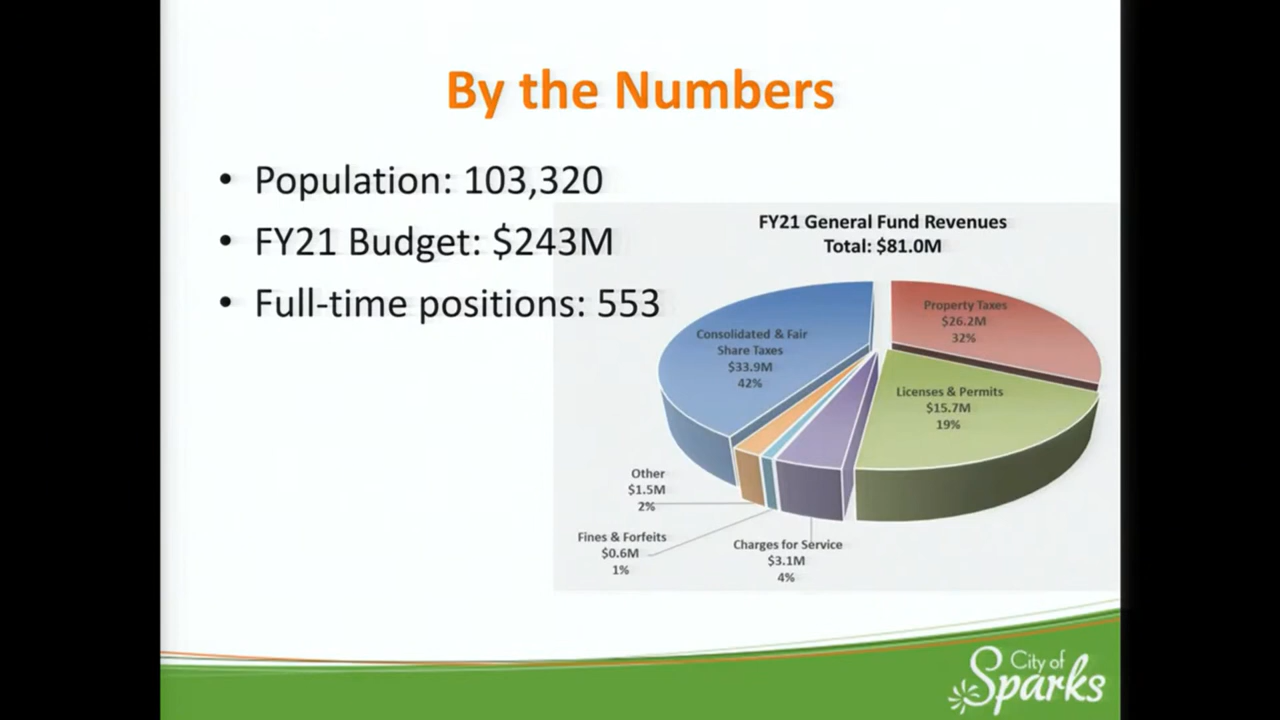 By the Numbers
• Population: 103,320
• FY21 Budget: $243M
• Full-time positions: 553
FY21 General Fund Revenues
Total: $81.0M
Property Taxes
$26.2M
32%
Consolidated & Fair
Share Taxes
$33.9M
42%
Licenses & Permits
$15.7M
19%
Other
$1.5M
2%
Fines & Forfeits
$0.6M
1%
Charges for Service
$3.1M
4%
City of
Sparks